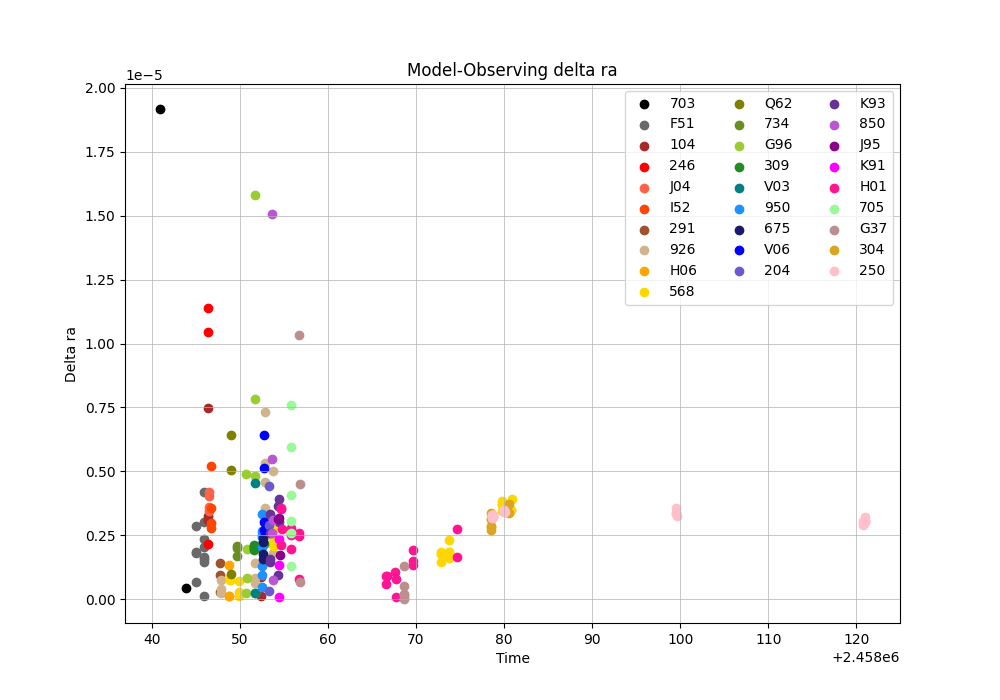 Model-Observing delta ra
1e−5
2.00
1.75
1.50
1.25
1.00
0.75
0.50
0.25
0.00
Delta ra
703 Q62 K93
F51 734 850
104 G96 J95
246 309 K91
J04 V03 H01
I52 950 705
291 675 G37
926 V06 304
H06 204 250
568
40 50 60 70 80 90 100 110 120
Time
+2.458e6